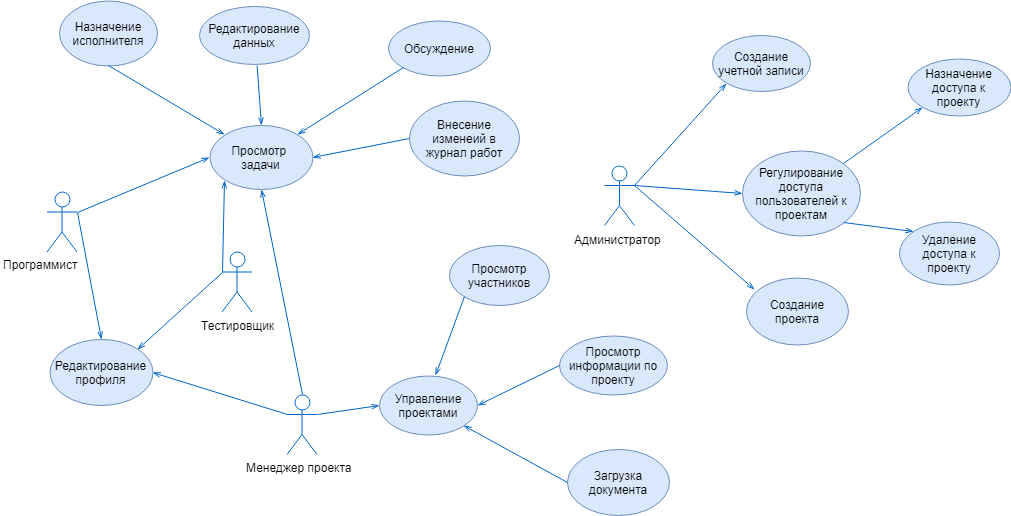 Назначение
исполнителя
Редактирование
данных
Обсуждение
Внесение
изменеий в
журнал работ
Просмотр
задачи
Программист
Тестировщик
Редактирование
профиля
Менеджер проекта
Просмотр
участников
Управление
проектами
Просмотр
информации по
проекту
Загрузка
документа
Создание
учетной записи
Назначение
доступа к
проекту
Регулирование
доступа
пользователей к
проектам
Администратор
Удаление
доступа к
проекту
Создание
проекта